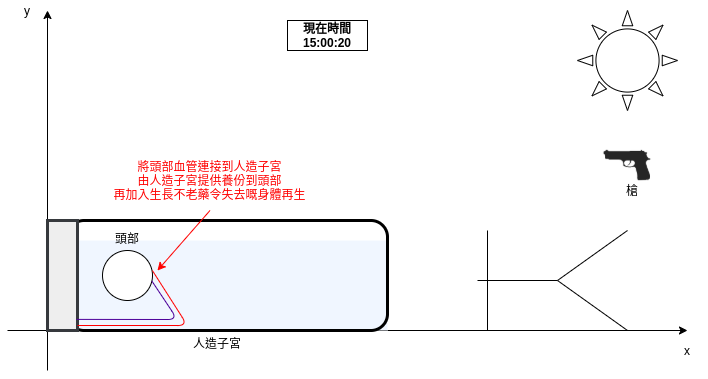 y
現在時間
15:00:20
將頭部血管連接到人造子宮
由人造子宮提供養份到頭部
再加入生長不老藥令失去嘅身體再生
槍
頭部
人造子宮
x